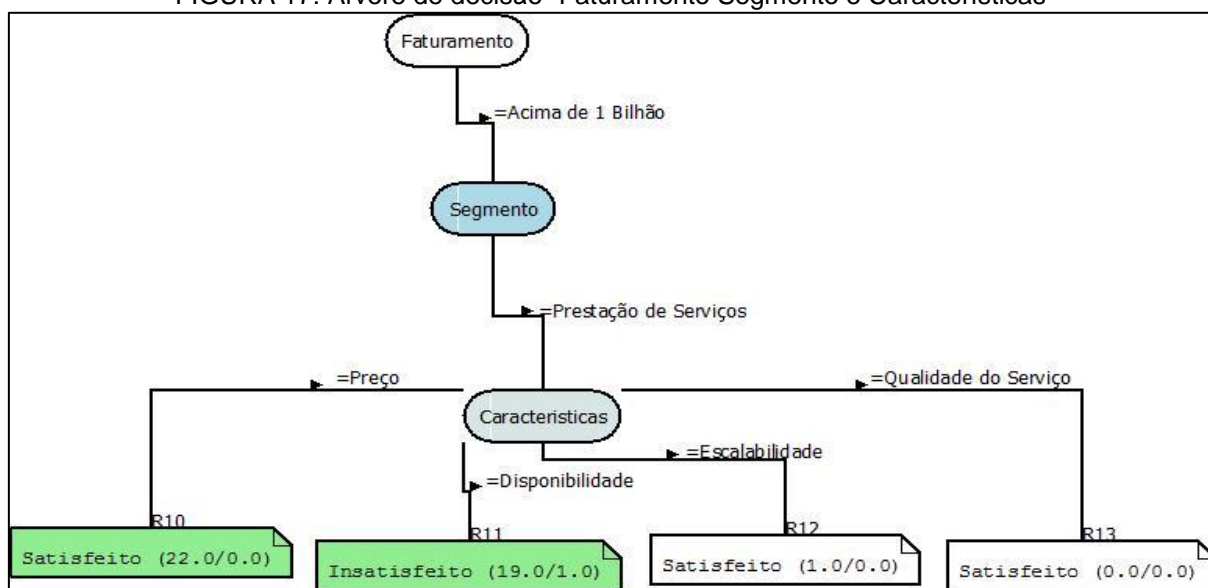 FIGURA 17: Álvore de decisão- Faturamento Segmento e Características
Faturamento
=Acima de 1 Bilhão
Segmento
=Prestação de Serviços
=Preço
=Qualidade do Serviço
Caracteristicas
=Escalabilidade
=Disponibilidade
R10
R11
R12
R13
Satisfeito (22.0/0.0)
Insatisfeito (19.0/1.0)
Satisfeito (1.0/0.0)
Satisfeito (0.0/0.0)